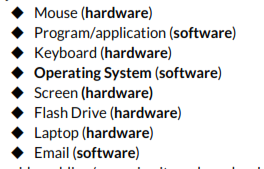 ◆ Mouse (hardware)
◆ Program/application (software)
◆ Keyboard (hardware)
◆ Operating System (software)
◆ Screen (hardware)
◆ Flash Drive (hardware)
◆ Laptop (hardware)
◆ Email (software)